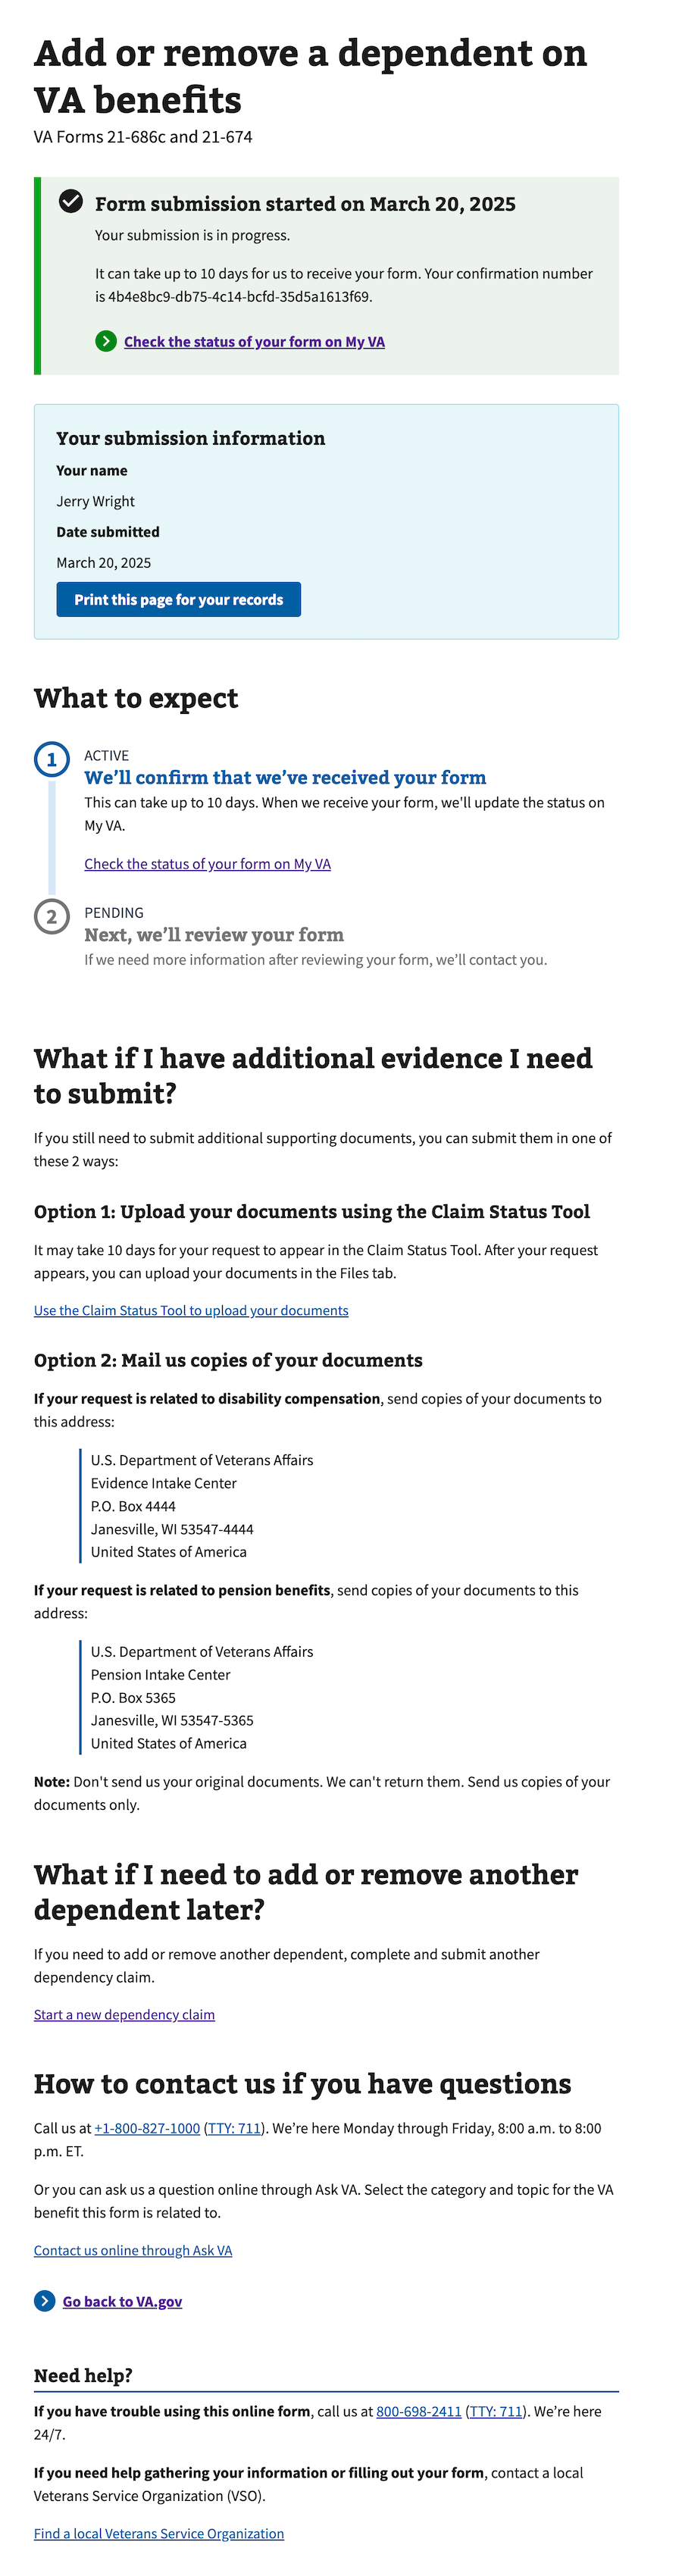 Add or remove a dependent on
VA benefits
VA Forms 21-686c and 21-674
Form submission started on March 20, 2025
Your submission is in progress.
It can take up to 10 days for us to receive your form. Your confirmation number
is 4b4e8bc9-db75-4c14-bcfd-35d5a1613f69.
Check the status of your form on My VA
Your submission information
Your name
Jerry Wright
Date submitted
March 20, 2025
Print this page for your records
What to expect
1
ACTIVE
We’ll confirm that we’ve received your form
This can take up to 10 days. When we receive your form, we'll update the status on
My VA.
Check the status of your form on My VA
2
PENDING
Next, we’ll review your form
If we need more information after reviewing your form, we’ll contact you.
What if I have additional evidence I need
to submit?
If you still need to submit additional supporting documents, you can submit them in one of
these 2 ways:
Option 1: Upload your documents using the Claim Status Tool
It may take 10 days for your request to appear in the Claim Status Tool. After your request
appears, you can upload your documents in the Files tab.
Use the Claim Status Tool to upload your documents
Option 2: Mail us copies of your documents
If your request is related to disability compensation, send copies of your documents to
this address:
U.S. Department of Veterans Affairs
Evidence Intake Center
P.O. Box 4444
Janesville, WI 53547-4444
United States of America
If your request is related to pension benefits, send copies of your documents to this
address:
U.S. Department of Veterans Affairs
Pension Intake Center
P.O. Box 5365
Janesville, WI 53547-5365
United States of America
Note: Don't send us your original documents. We can't return them. Send us copies of your
documents only.
What if I need to add or remove another
dependent later?
If you need to add or remove another dependent, complete and submit another
dependency claim.
Start a new dependency claim
How to contact us if you have questions
Call us at +1-800-827-1000 (TTY: 711). We’re here Monday through Friday, 8:00 a.m. to 8:00
p.m. ET.
Or you can ask us a question online through Ask VA. Select the category and topic for the VA
benefit this form is related to.
Contact us online through Ask VA
Go back to VA.gov
Need help?
If you have trouble using this online form, call us at 800-698-2411 (TTY: 711). We’re here
24/7.
If you need help gathering your information or filling out your form, contact a local
Veterans Service Organization (VSO).
Find a local Veterans Service Organization